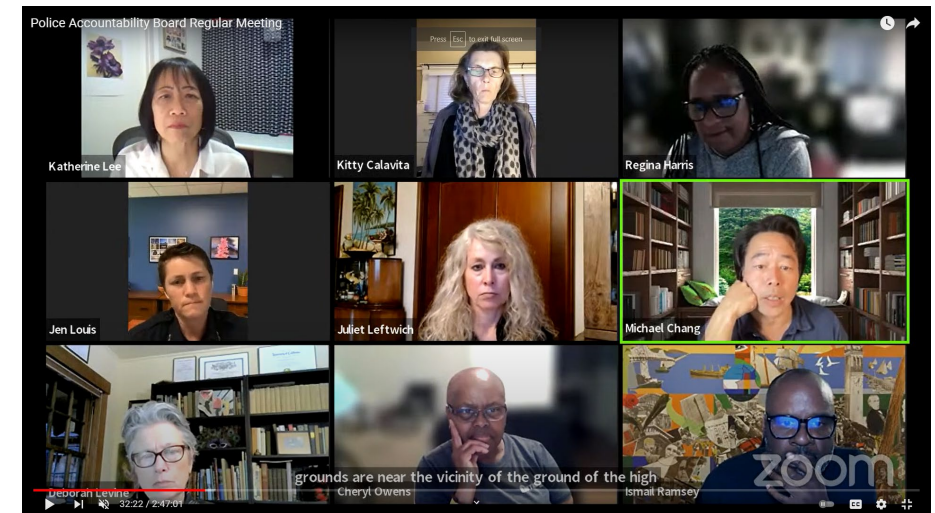 Police Accountability Board Regular Meeting
Press Esc to exit full screen
Katherine Lee
Kitty Calavita
Regina Harris
Jen Louis
Juliet Leftwich
Michael Chang
grounds are near the vicinity of the ground of the high
Deborah Levine
Cheryl Owens
Ismail Ramsey
zoom
32:22 / 2:47:01
CC